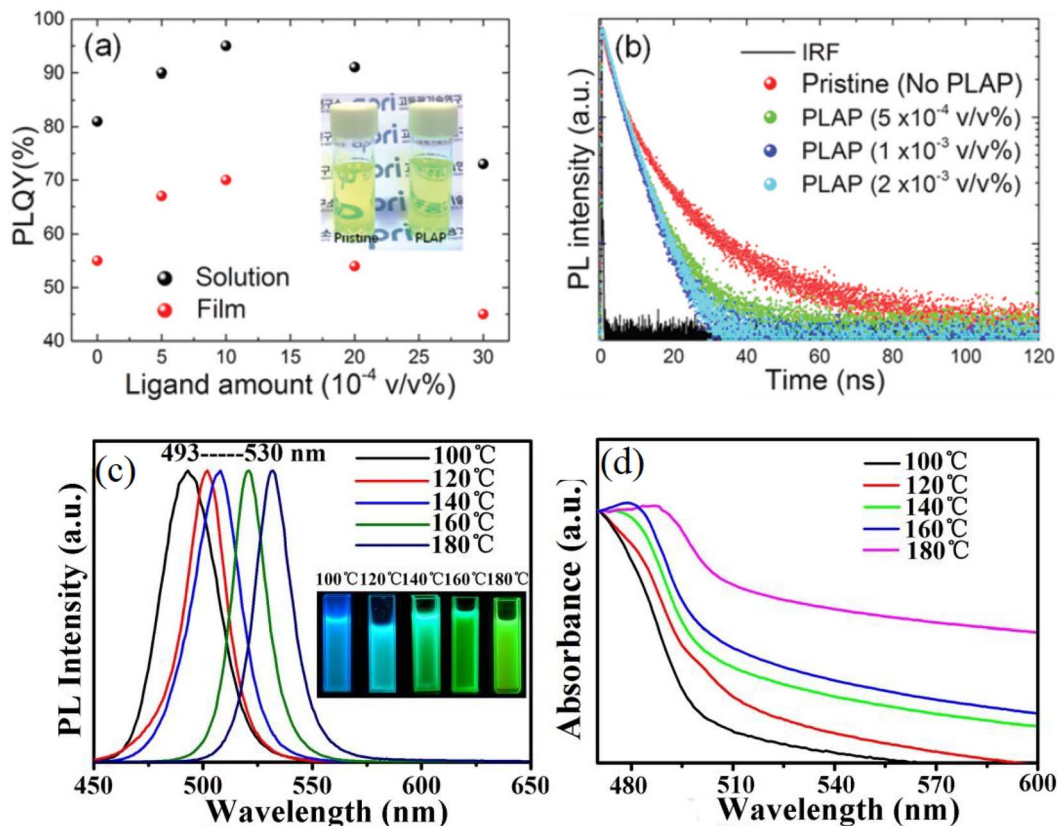 (a)
100
90
80
70
60
50
40
PLQY(%)
Pristine
PLAP
Solution
Film
0 5 10 15 20 25 30
Ligand amount (10⁻⁴ v/v%)
(b)
PL intensity (a.u.)
IRF
Pristine (No PLAP)
PLAP (5 x10⁻⁴ v/v%)
PLAP (1 x10⁻³ v/v%)
PLAP (2 x10⁻³ v/v%)
0 20 40 60 80 100 120
Time (ns)
(c)
493-----530 nm
PL Intensity (a.u.)
100℃
120℃
140℃
160℃
180℃
100℃ 120℃ 140℃ 160℃ 180℃
450 500 550 600 650
Wavelength (nm)
(d)
Absorbance (a.u.)
100℃
120℃
140℃
160℃
180℃
480 510 540 570 600
Wavelength (nm)